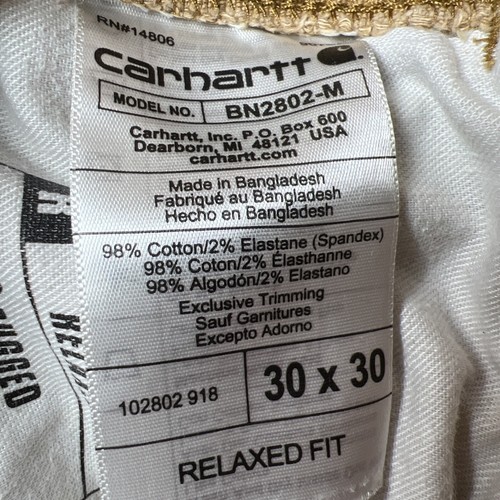 RN#14806
carhartt
MODEL NO. BN2802-M
Carhartt, Inc. P.O. Box 600
Dearborn, MI 48121 USA
carhartt.com
Made in Bangladesh
Fabriqué au Bangladesh
Hecho en Bangladesh
98% Cotton/2% Elastane (Spandex)
98% Coton/2% Élasthanne
98% Algodón/2% Elastano
Exclusive Trimming
Sauf Garnitures
Excepto Adorno
102802 918
30 x 30
RELAXED FIT
RUGGED